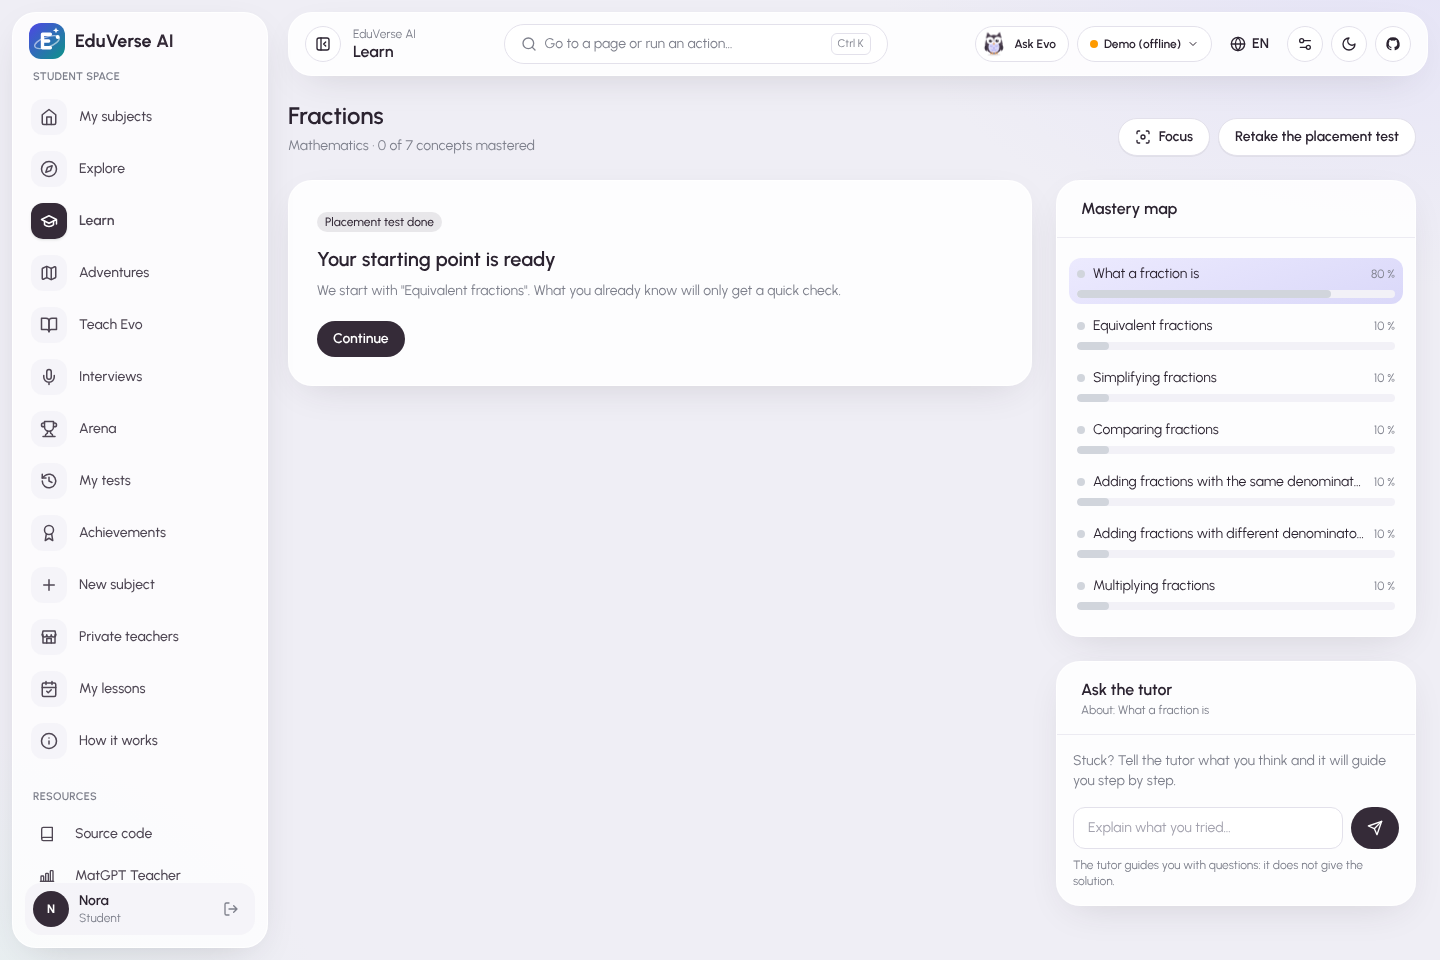 EduVerse AI
STUDENT SPACE
My subjects
Explore
Learn
Adventures
Teach Evo
Interviews
Arena
My tests
Achievements
New subject
Private teachers
My lessons
How it works
RESOURCES
Source code
MatGPT Teacher
N
Nora
Student
EduVerse AI
Learn
Go to a page or run an action...
Ctrl K
Ask Evo
Demo (offline)
EN
Fractions
Mathematics · 0 of 7 concepts mastered
Focus
Retake the placement test
Placement test done
Your starting point is ready
We start with "Equivalent fractions". What you already know will only get a quick check.
Continue
Mastery map
What a fraction is 80 %
Equivalent fractions 10 %
Simplifying fractions 10 %
Comparing fractions 10 %
Adding fractions with the same denominat... 10 %
Adding fractions with different denominato... 10 %
Multiplying fractions 10 %
Ask the tutor
About: What a fraction is
Stuck? Tell the tutor what you think and it will guide
you step by step.
Explain what you tried...
The tutor guides you with questions: it does not give the
solution.